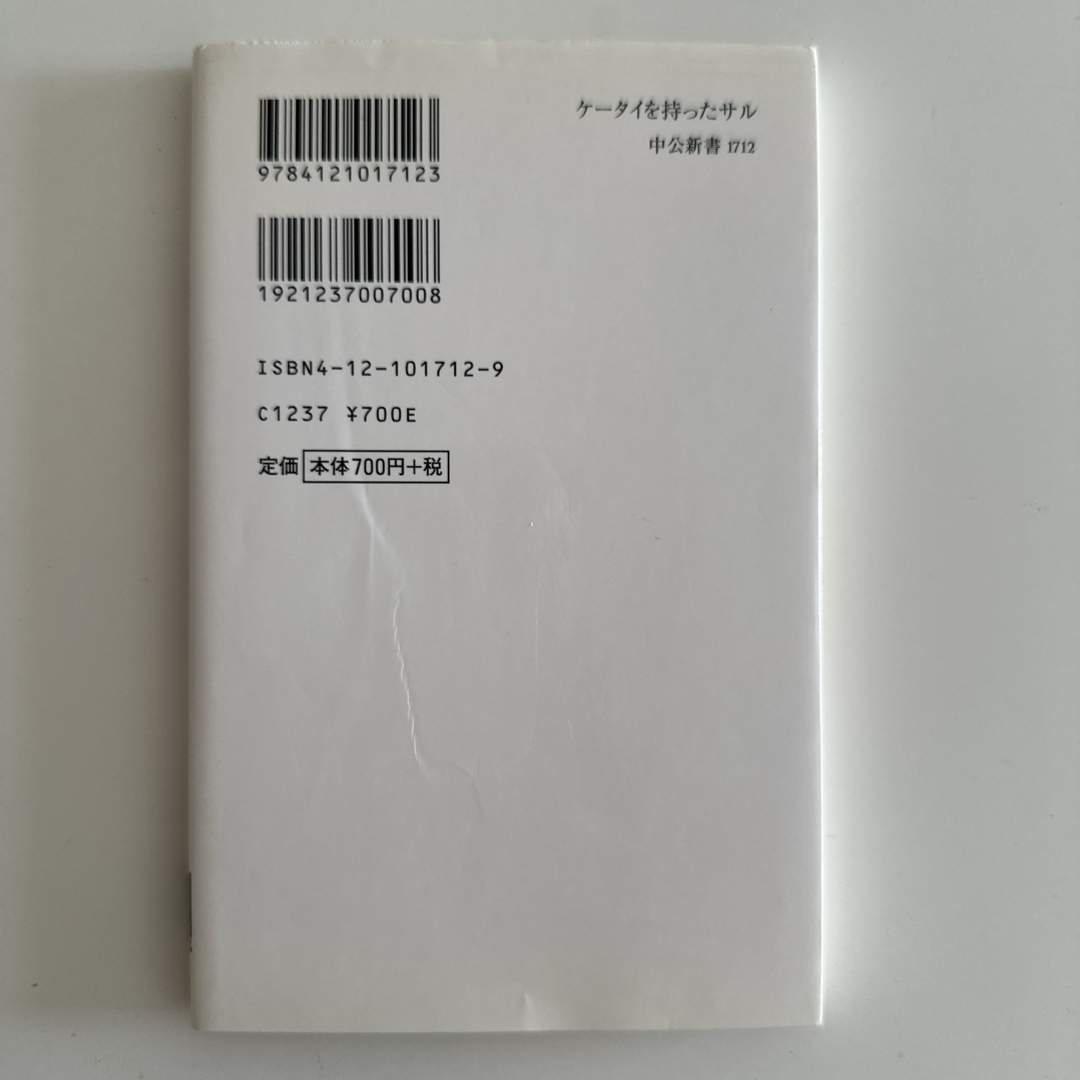 9784121017123
1921237007008
ISBN4-12-101712-9
C1237 ¥700E
定価 本体700円+税
ケータイを持ったサル
中公新書 1712